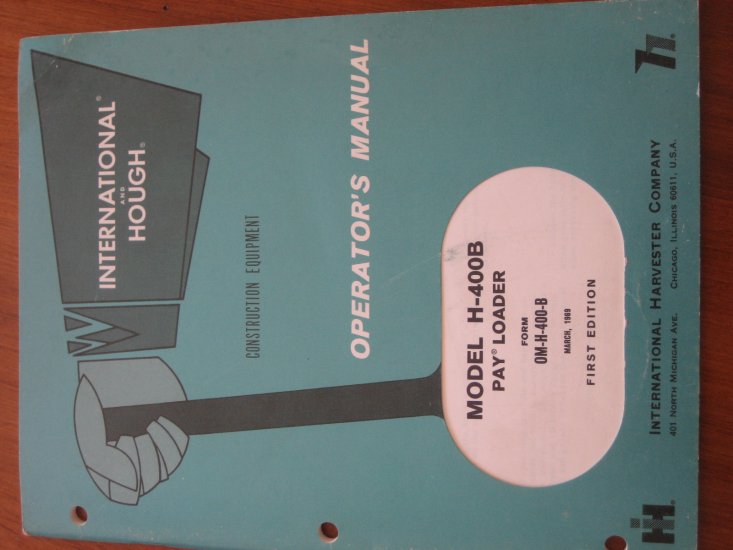 INTERNATIONAL®
AND
HOUGH®
CONSTRUCTION EQUIPMENT
OPERATOR'S MANUAL
MODEL H-400B
PAY® LOADER
FORM
OM-H-400-B
MARCH, 1969
FIRST EDITION
INTERNATIONAL HARVESTER COMPANY
401 NORTH MICHIGAN AVE. CHICAGO, ILLINOIS 60611, U.S.A.
IH®
h®